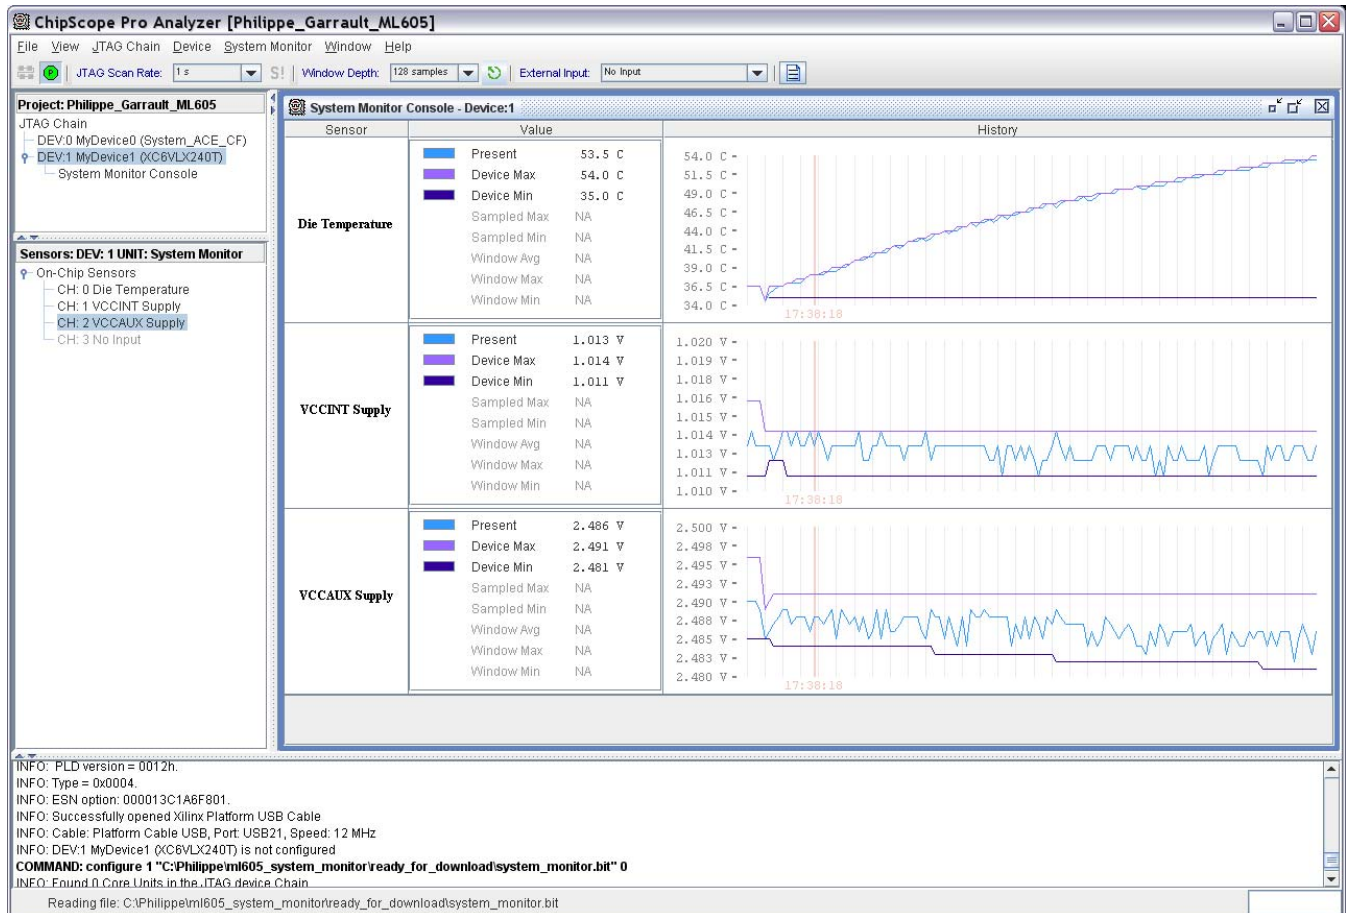 ChipScope Pro Analyzer [Philippe_Garrault_ML605]
File View JTAG Chain Device System Monitor Window Help
JTAG Scan Rate: 1 s S! Window Depth: 128 samples External Input: No Input
Project: Philippe_Garrault_ML605
JTAG Chain
DEV:0 MyDevice0 (System_ACE_CF)
DEV:1 MyDevice1 (XC6VLX240T)
System Monitor Console
Sensors: DEV: 1 UNIT: System Monitor
On-Chip Sensors
CH: 0 Die Temperature
CH: 1 VCCINT Supply
CH: 2 VCCAUX Supply
CH: 3 No Input
System Monitor Console - Device:1
Sensor Value History
Die Temperature
Present 53.5 C
Device Max 54.0 C
Device Min 35.0 C
Sampled Max NA
Sampled Min NA
Window Avg NA
Window Max NA
Window Min NA
54.0 C -
51.5 C -
49.0 C -
46.5 C -
44.0 C -
41.5 C -
39.0 C -
36.5 C -
34.0 C -
17:38:18
VCCINT Supply
Present 1.013 V
Device Max 1.014 V
Device Min 1.011 V
Sampled Max NA
Sampled Min NA
Window Avg NA
Window Max NA
Window Min NA
1.020 V -
1.019 V -
1.018 V -
1.016 V -
1.015 V -
1.014 V -
1.013 V -
1.011 V -
1.010 V -
17:38:18
VCCAUX Supply
Present 2.486 V
Device Max 2.491 V
Device Min 2.481 V
Sampled Max NA
Sampled Min NA
Window Avg NA
Window Max NA
Window Min NA
2.500 V -
2.498 V -
2.495 V -
2.493 V -
2.490 V -
2.488 V -
2.485 V -
2.483 V -
2.480 V -
17:38:18
INFO: PLD version = 0012h.
INFO: Type = 0x0004.
INFO: ESN option: 000013C1A6F801.
INFO: Successfully opened Xilinx Platform USB Cable
INFO: Cable: Platform Cable USB, Port: USB21, Speed: 12 MHz
INFO: DEV:1 MyDevice1 (XC6VLX240T) is not configured
COMMAND: configure 1 "C:\Philippe\ml605_system_monitor\ready_for_download\system_monitor.bit" 0
INFO: Found 0 Core Units in the JTAG device Chain
Reading file: C:\Philippe\ml605_system_monitor\ready_for_download\system_monitor.bit